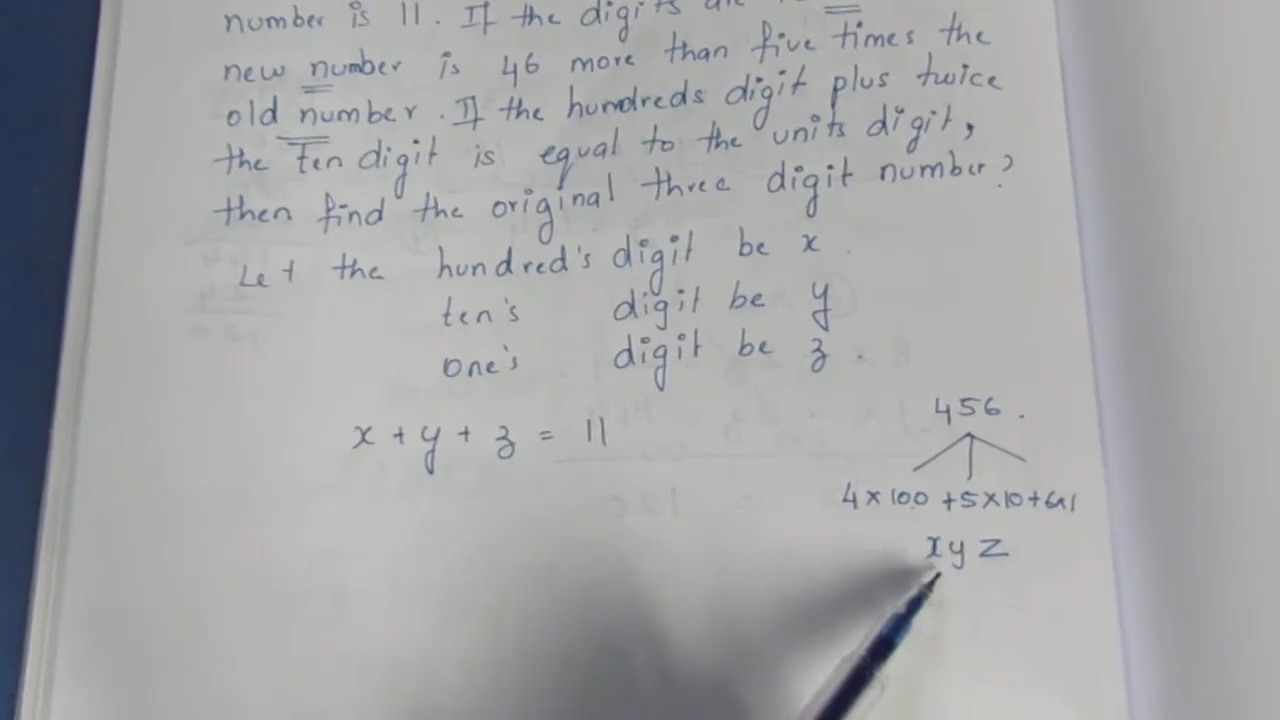 number is 11. If the digits
new number is 46 more than five times the
old number. If the hundreds digit plus twice
the Ten digit is equal to the units digit,
then find the original three digit number?
Let the hundred's digit be x.
ten's digit be y
one's digit be z.
x + y + z = 11
456.
4×100 +5×10+6×1
xyz